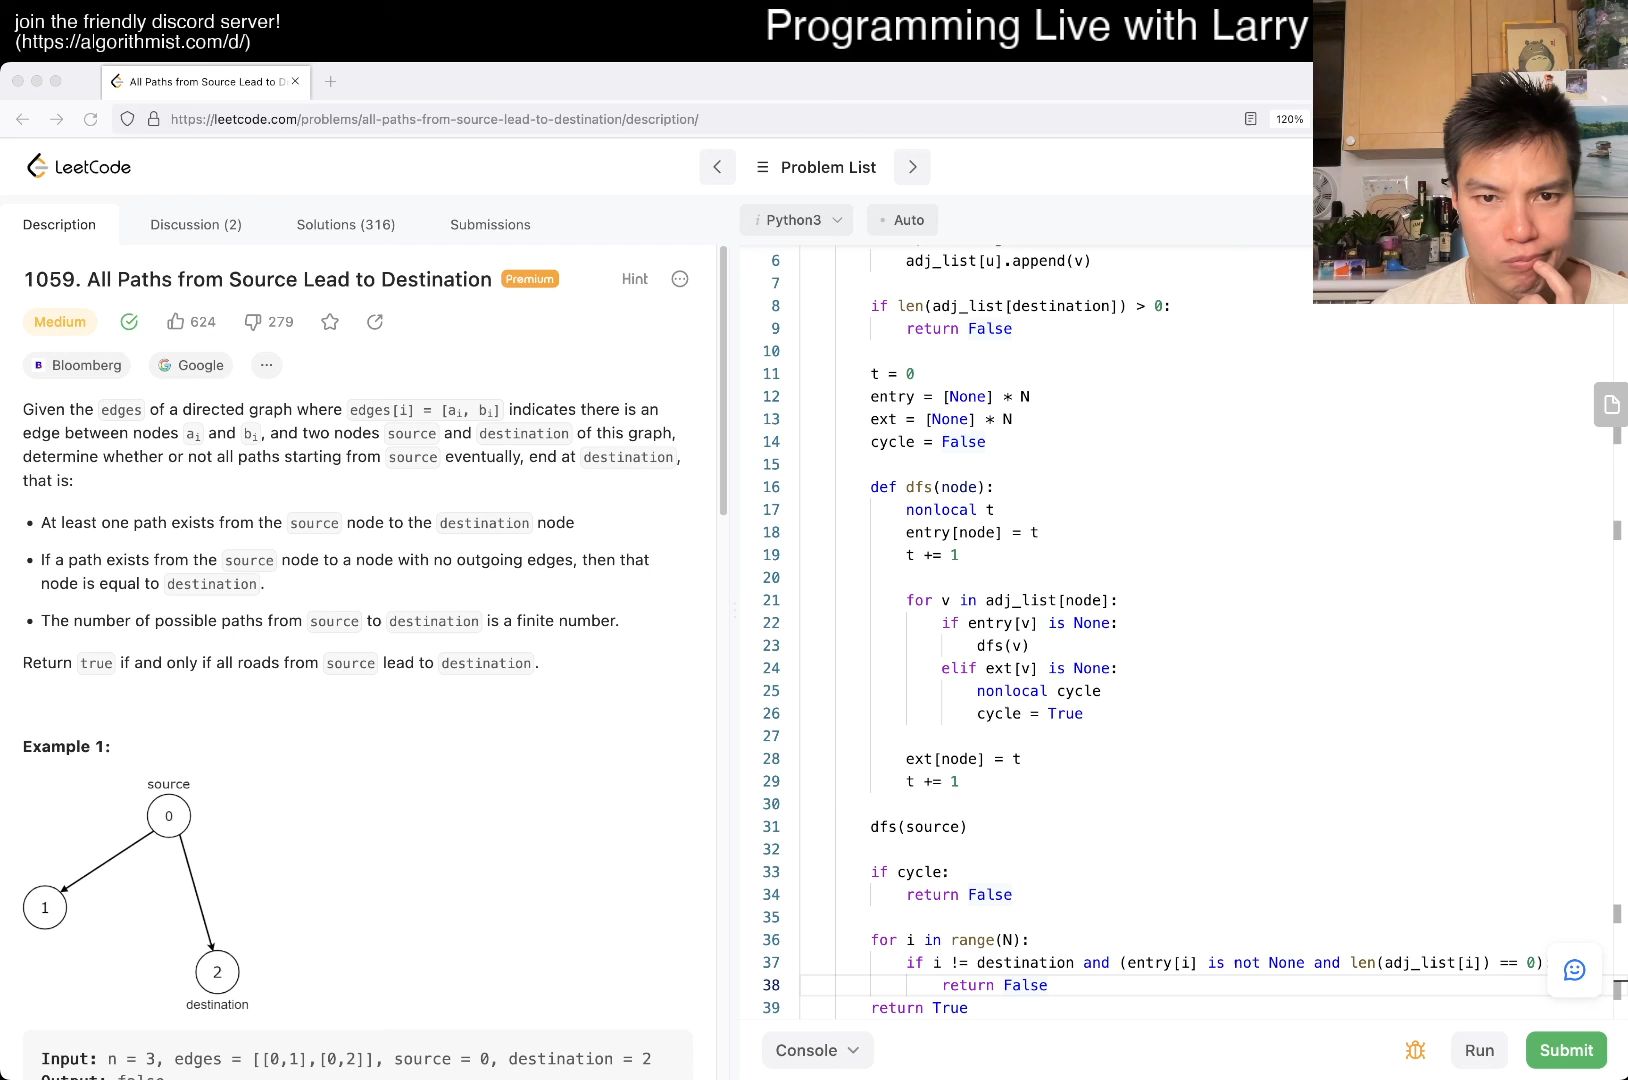 join the friendly discord server!
(https://algorithmist.com/d/)
Programming Live with Larry
All Paths from Source Lead to D
https://leetcode.com/problems/all-paths-from-source-lead-to-destination/description/
120%
LeetCode
Problem List
Description
Discussion (2)
Solutions (316)
Submissions
1059. All Paths from Source Lead to Destination
Premium
Hint
Medium
624
279
Bloomberg
Google
Given the edges of a directed graph where edges[i] = [ai, bi] indicates there is an
edge between nodes ai and bi, and two nodes source and destination of this graph,
determine whether or not all paths starting from source eventually, end at destination,
that is:
• At least one path exists from the source node to the destination node
• If a path exists from the source node to a node with no outgoing edges, then that
node is equal to destination.
• The number of possible paths from source to destination is a finite number.
Return true if and only if all roads from source lead to destination.
Example 1:
source
0
1
2
destination
Input: n = 3, edges = [[0,1],[0,2]], source = 0, destination = 2
Output: false
i Python3
• Auto
6 adj_list[u].append(v)
7
8 if len(adj_list[destination]) > 0:
9 return False
10
11 t = 0
12 entry = [None] * N
13 ext = [None] * N
14 cycle = False
15
16 def dfs(node):
17 nonlocal t
18 entry[node] = t
19 t += 1
20
21 for v in adj_list[node]:
22 if entry[v] is None:
23 dfs(v)
24 elif ext[v] is None:
25 nonlocal cycle
26 cycle = True
27
28 ext[node] = t
29 t += 1
30
31 dfs(source)
32
33 if cycle:
34 return False
35
36 for i in range(N):
37 if i != destination and (entry[i] is not None and len(adj_list[i]) == 0)
38 return False
39 return True
Console
Run
Submit